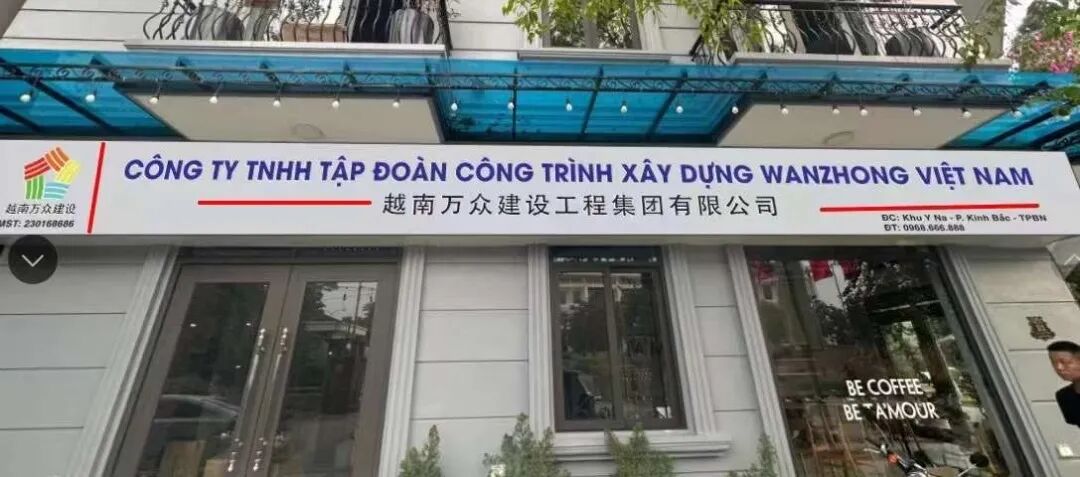 越南万众建设
MST: 230168686
CÔNG TY TNHH TẬP ĐOÀN CÔNG TRÌNH XÂY DỰNG WANZHONG VIỆT NAM
越南万众建设工程集团有限公司
ĐC: Khu Y Na - P. Kinh Bắc - TPBN
ĐT: 0968.666.888
BE COFFEE
BE A'MOUR